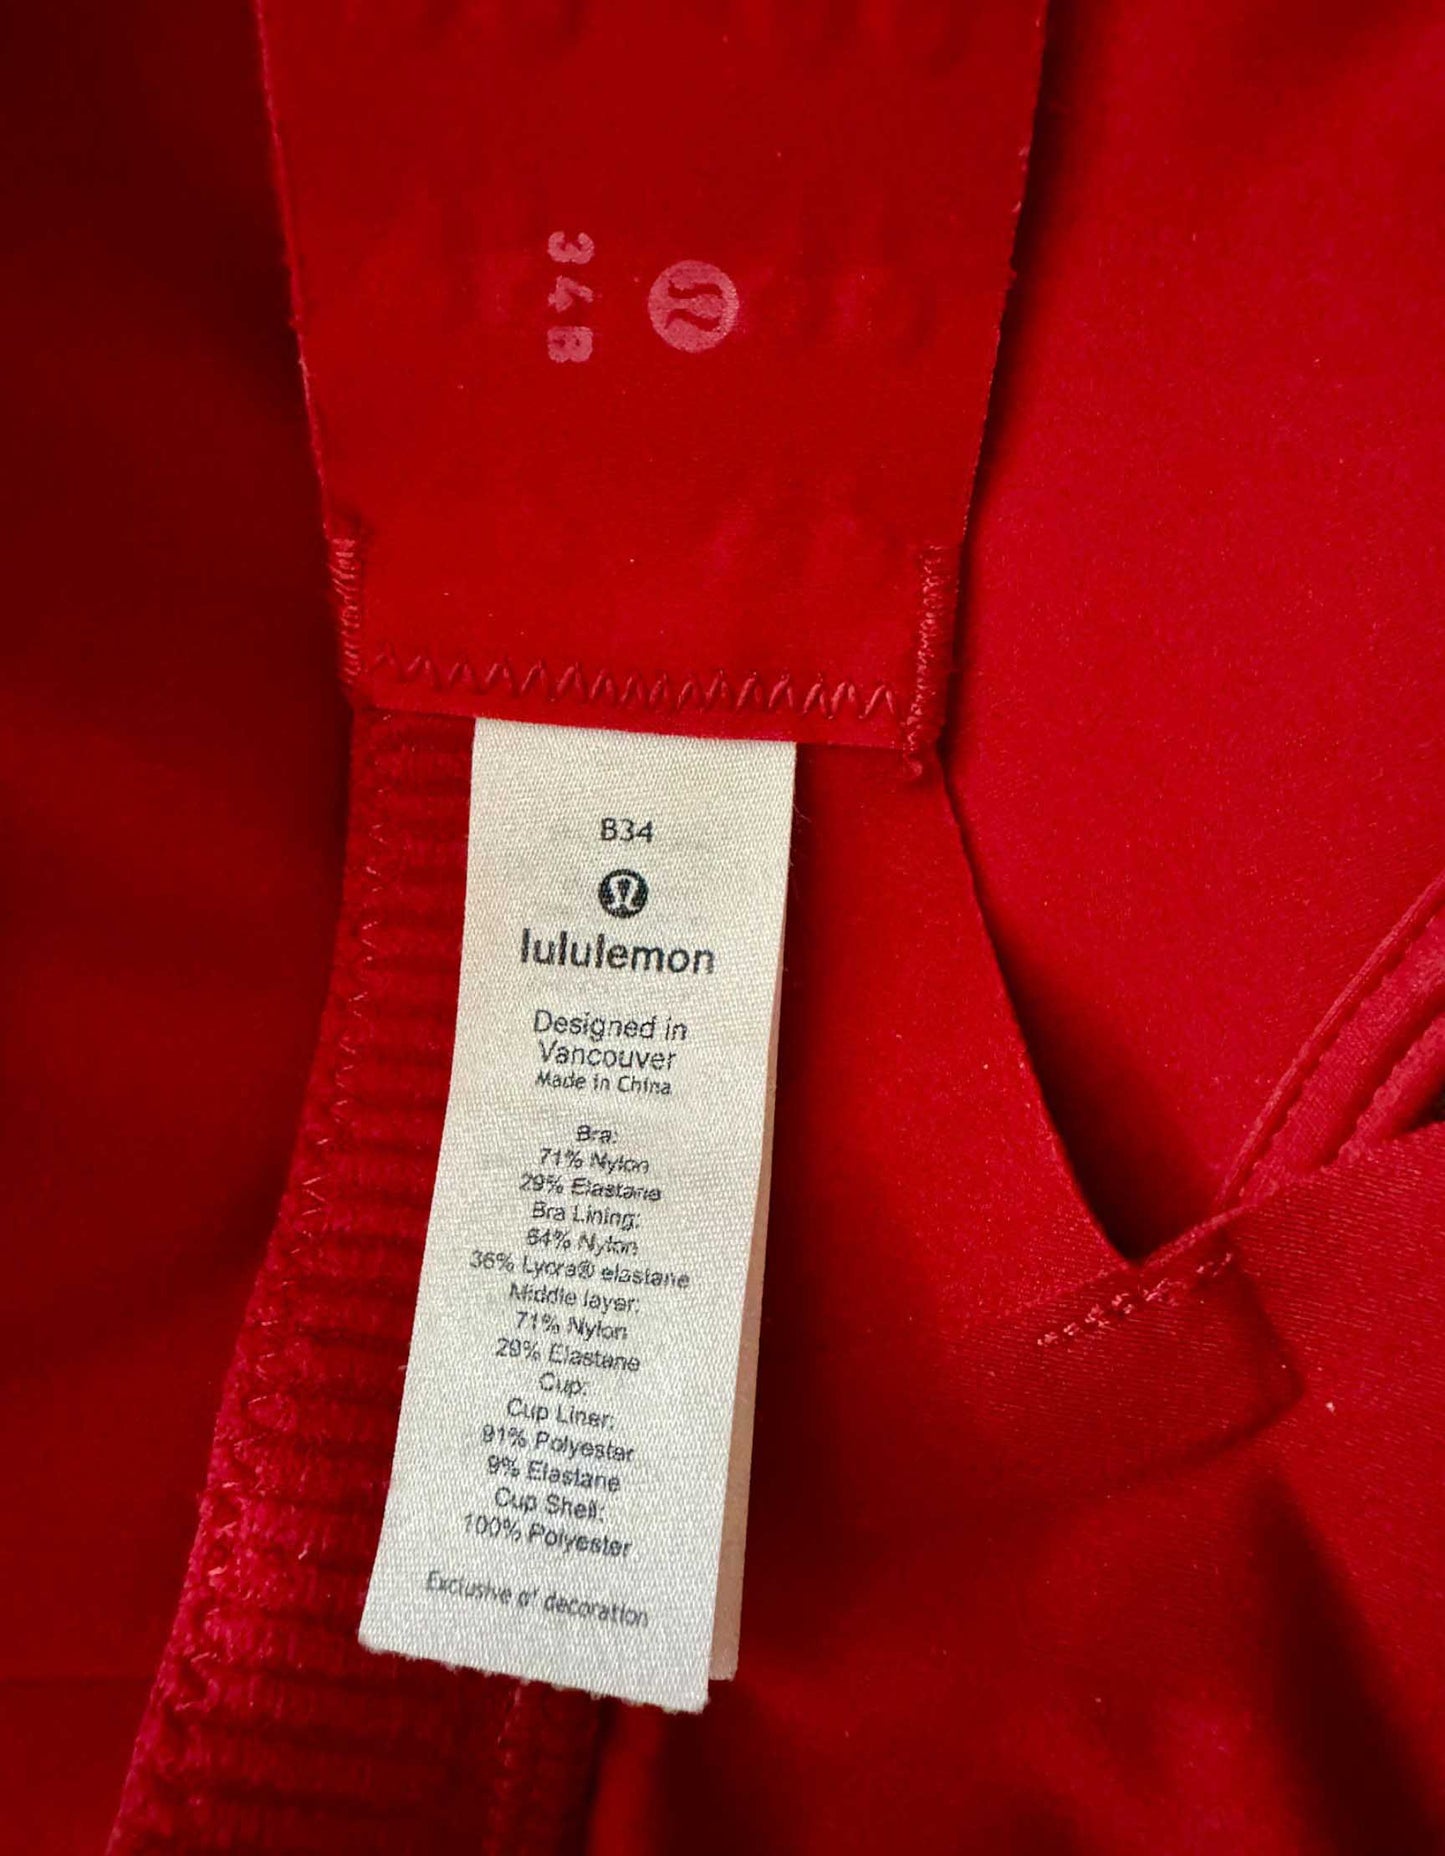 34B
B34
lululemon
Designed in
Vancouver
Made in China
Bra:
71% Nylon
29% Elastane
Bra Lining:
64% Nylon
36% Lycra® elastane
Middle layer:
71% Nylon
29% Elastane
Cup:
Cup Liner:
91% Polyester
9% Elastane
Cup Shell:
100% Polyester
Exclusive of decoration